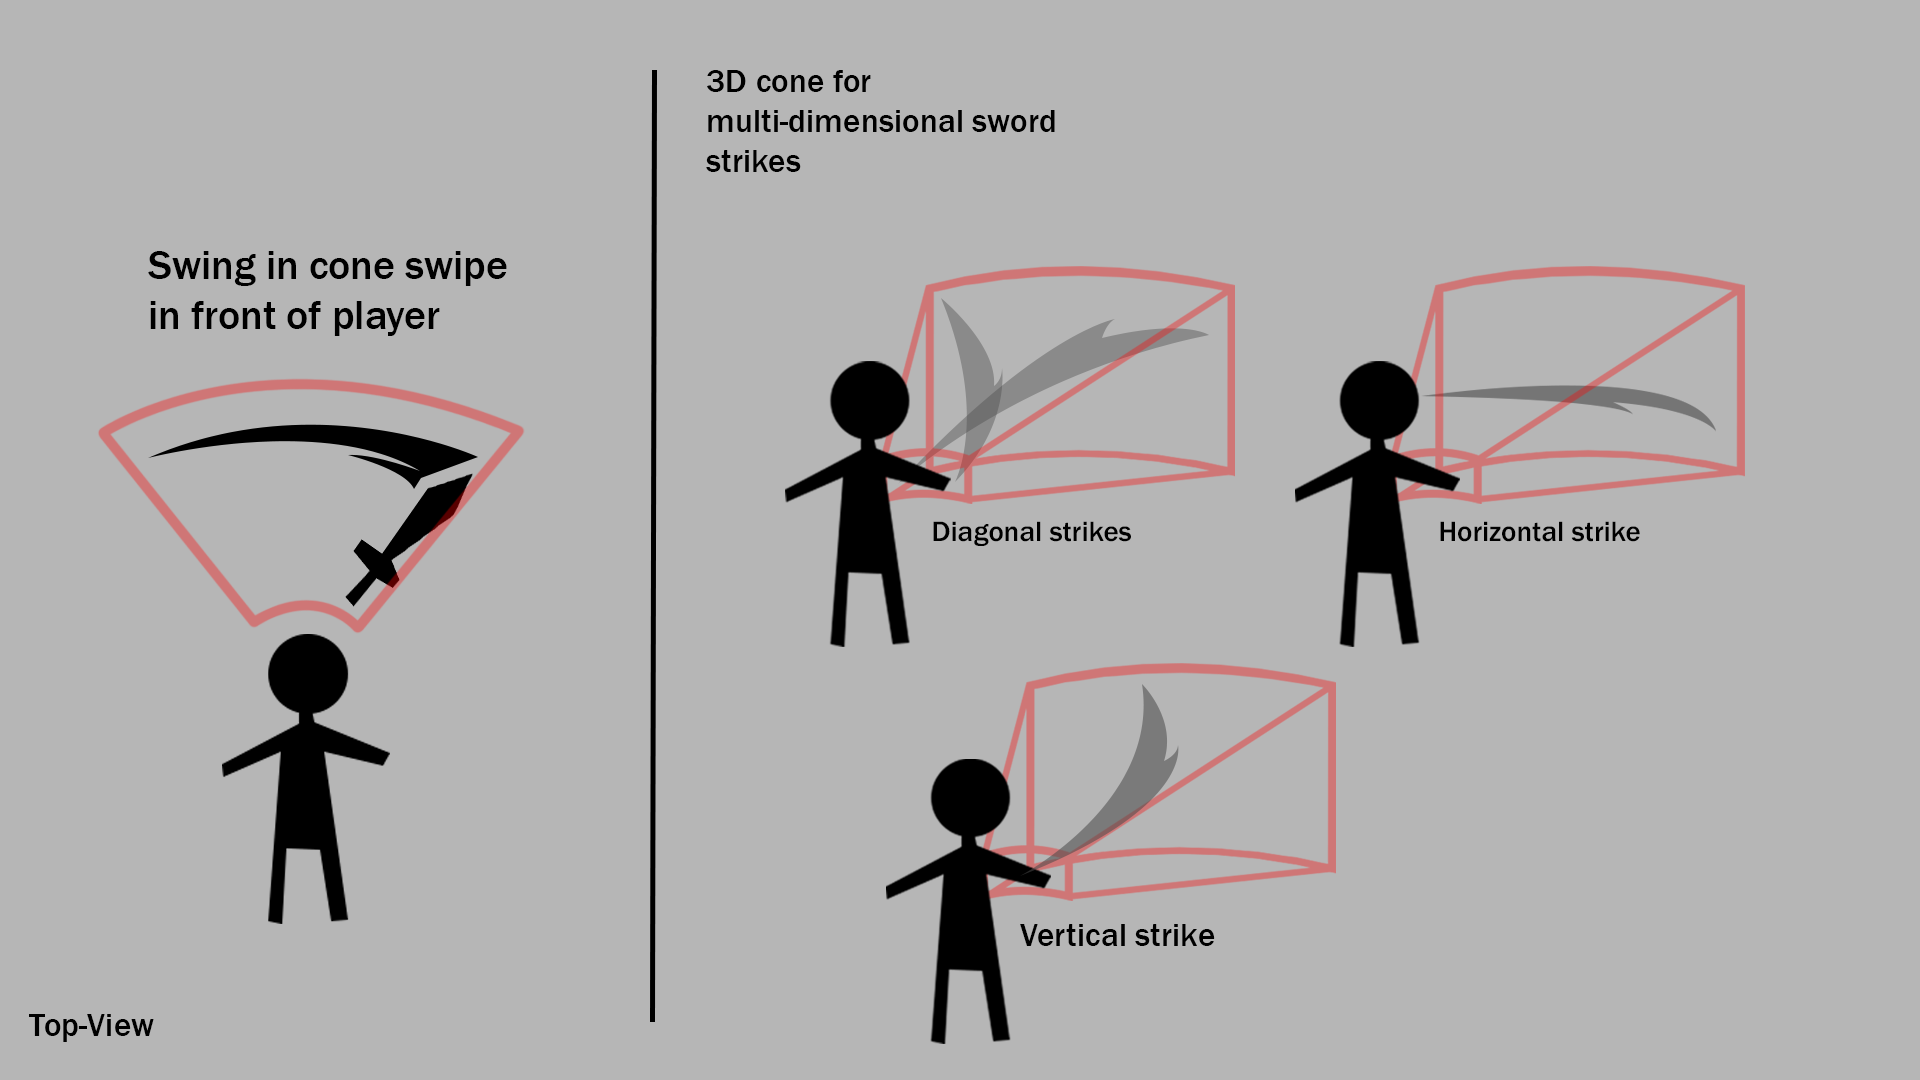 Swing in cone swipe
in front of player
Top-View
3D cone for
multi-dimensional sword
strikes
Diagonal strikes
Horizontal strike
Vertical strike